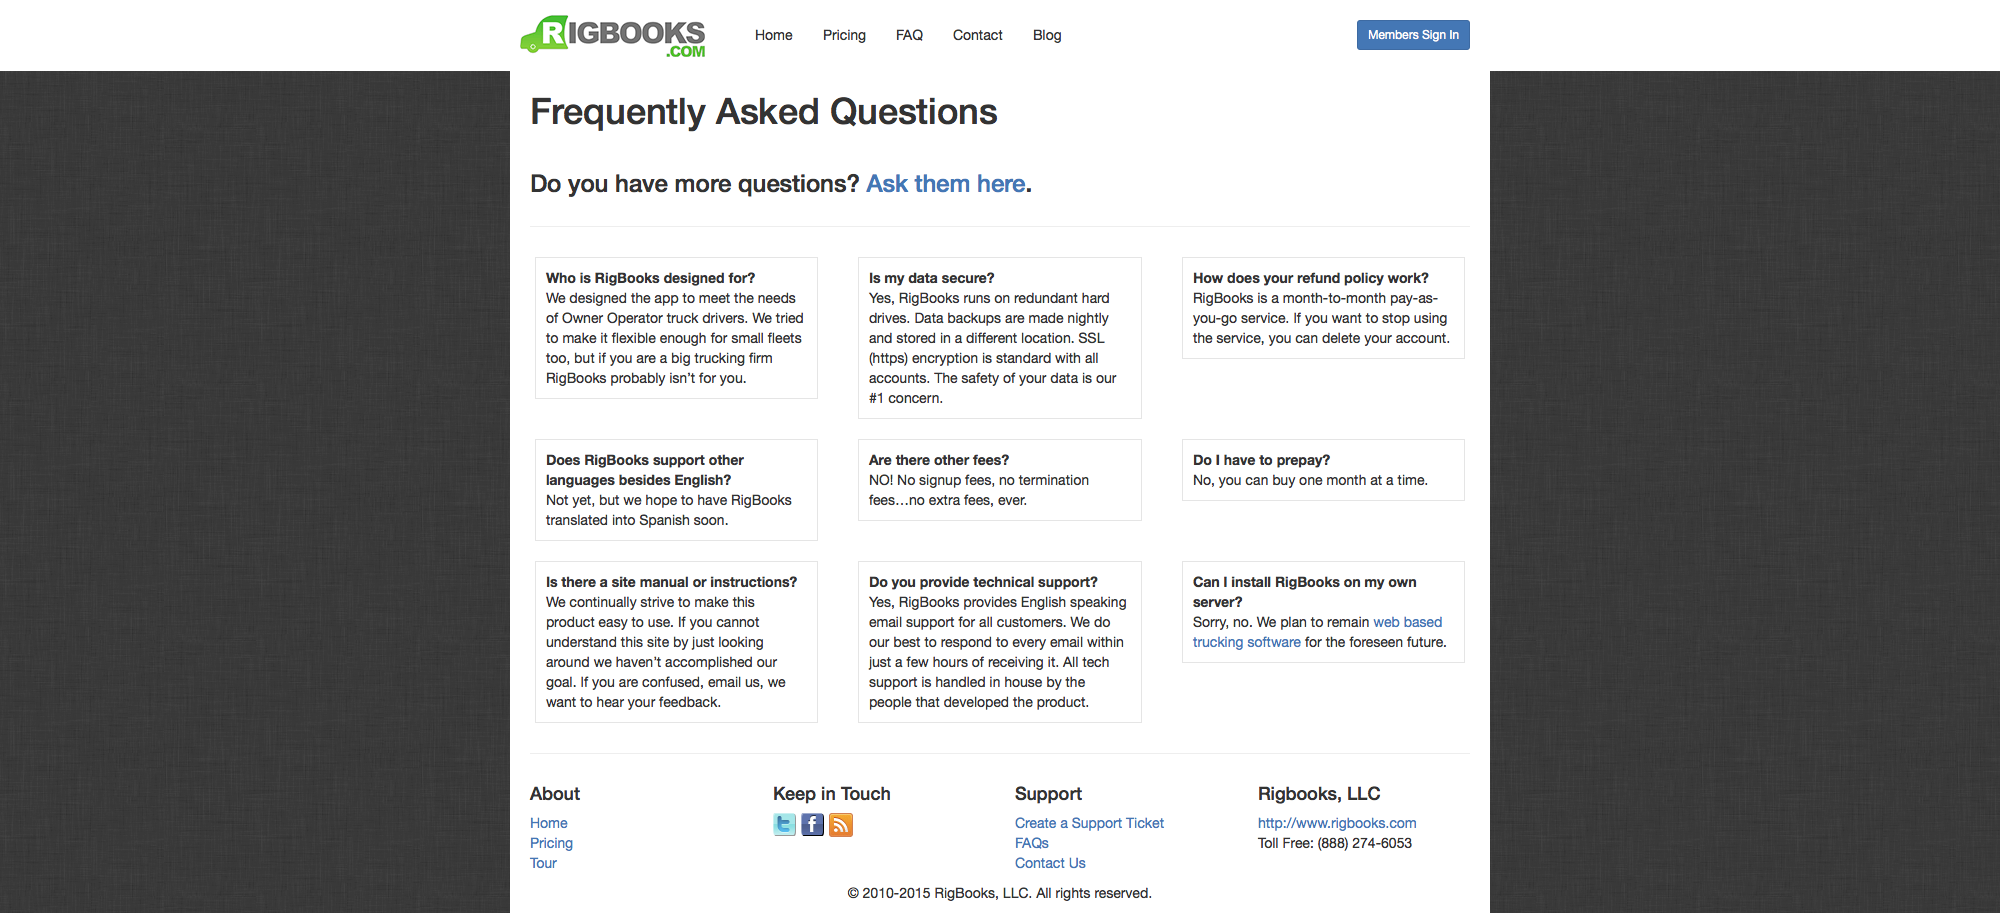 RIGBOOKS
.COM
Home Pricing FAQ Contact Blog
Members Sign In
Frequently Asked Questions
Do you have more questions? Ask them here.
Who is RigBooks designed for?
We designed the app to meet the needs
of Owner Operator truck drivers. We tried
to make it flexible enough for small fleets
too, but if you are a big trucking firm
RigBooks probably isn't for you.
Is my data secure?
Yes, RigBooks runs on redundant hard
drives. Data backups are made nightly
and stored in a different location. SSL
(https) encryption is standard with all
accounts. The safety of your data is our
#1 concern.
How does your refund policy work?
RigBooks is a month-to-month pay-as-
you-go service. If you want to stop using
the service, you can delete your account.
Does RigBooks support other
languages besides English?
Not yet, but we hope to have RigBooks
translated into Spanish soon.
Are there other fees?
NO! No signup fees, no termination
fees…no extra fees, ever.
Do I have to prepay?
No, you can buy one month at a time.
Is there a site manual or instructions?
We continually strive to make this
product easy to use. If you cannot
understand this site by just looking
around we haven't accomplished our
goal. If you are confused, email us, we
want to hear your feedback.
Do you provide technical support?
Yes, RigBooks provides English speaking
email support for all customers. We do
our best to respond to every email within
just a few hours of receiving it. All tech
support is handled in house by the
people that developed the product.
Can I install RigBooks on my own
server?
Sorry, no. We plan to remain web based
trucking software for the foreseen future.
About
Home
Pricing
Tour
Keep in Touch
Support
Create a Support Ticket
FAQs
Contact Us
Rigbooks, LLC
http://www.rigbooks.com
Toll Free: (888) 274-6053
© 2010-2015 RigBooks, LLC. All rights reserved.